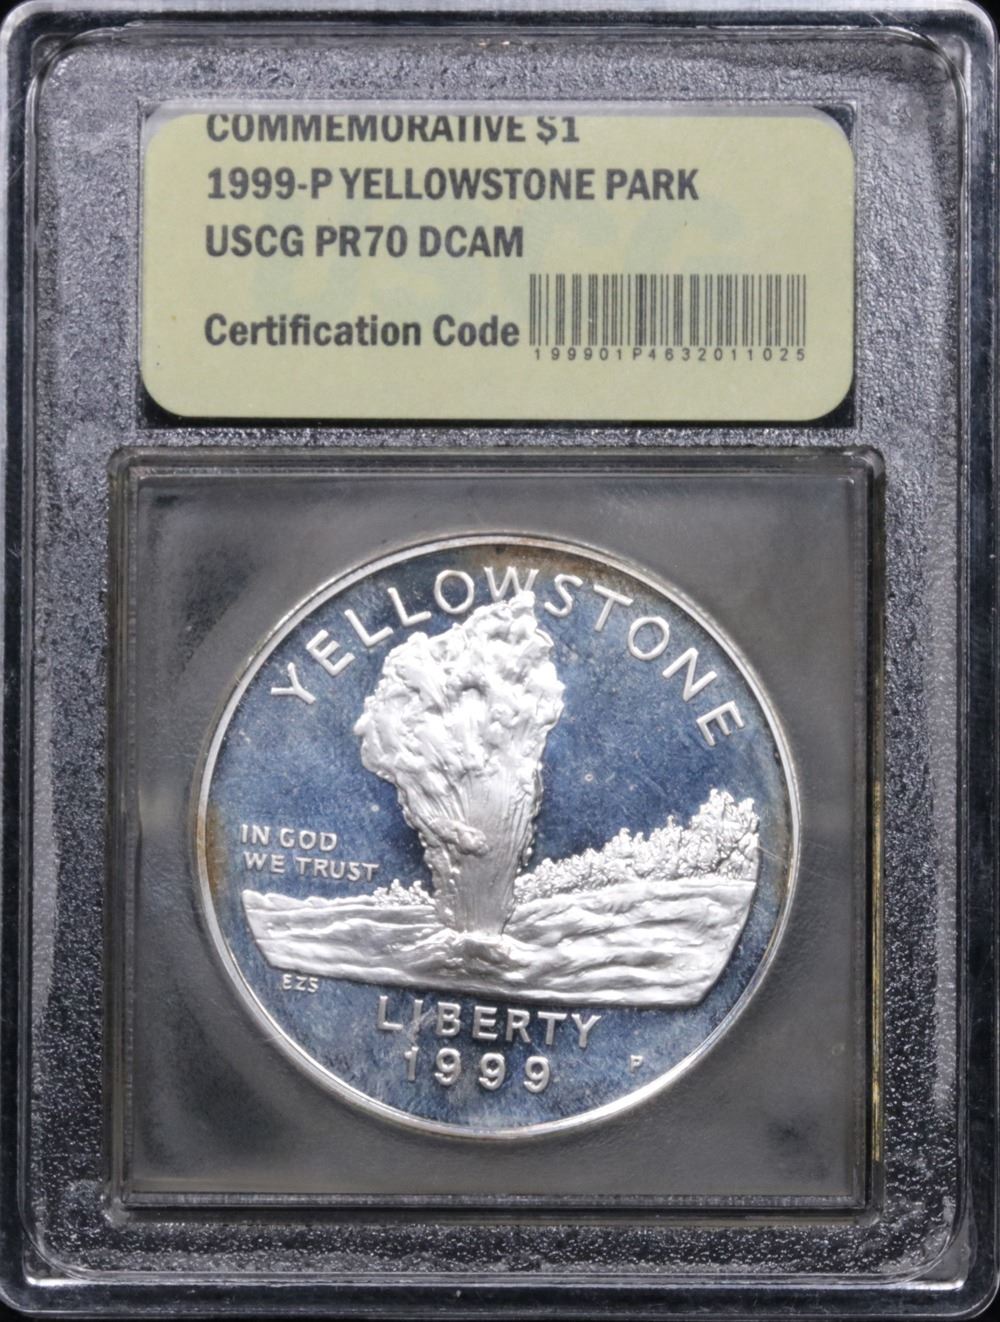 COMMEMORATIVE $1
1999-P YELLOWSTONE PARK
USCG PR70 DCAM
Certification Code
199901P4632011025
YELLOWSTONE
IN GOD
WE TRUST
EZS
LIBERTY
1999
P